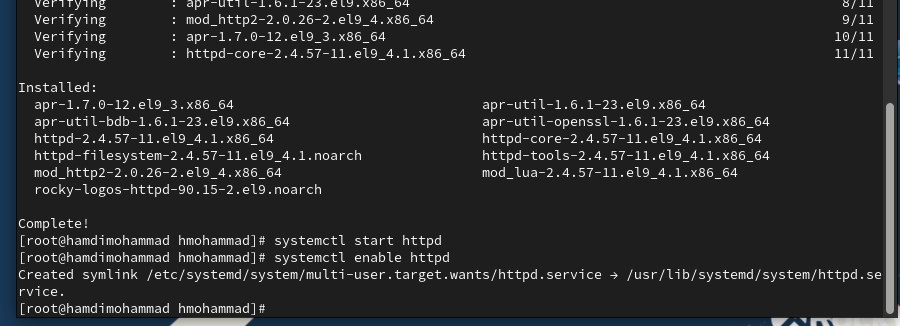 Verifying : apr-util-1.6.1-23.el9.x86_64 8/11
Verifying : mod_http2-2.0.26-2.el9_4.x86_64 9/11
Verifying : apr-1.7.0-12.el9_3.x86_64 10/11
Verifying : httpd-core-2.4.57-11.el9_4.1.x86_64 11/11
Installed:
apr-1.7.0-12.el9_3.x86_64 apr-util-1.6.1-23.el9.x86_64
apr-util-bdb-1.6.1-23.el9.x86_64 apr-util-openssl-1.6.1-23.el9.x86_64
httpd-2.4.57-11.el9_4.1.x86_64 httpd-core-2.4.57-11.el9_4.1.x86_64
httpd-filesystem-2.4.57-11.el9_4.1.noarch httpd-tools-2.4.57-11.el9_4.1.x86_64
mod_http2-2.0.26-2.el9_4.x86_64 mod_lua-2.4.57-11.el9_4.1.x86_64
rocky-logos-httpd-90.15-2.el9.noarch
Complete!
[root@hamdimohammad hmohammad]# systemctl start httpd
[root@hamdimohammad hmohammad]# systemctl enable httpd
Created symlink /etc/systemd/system/multi-user.target.wants/httpd.service → /usr/lib/systemd/system/httpd.se
rvice.
[root@hamdimohammad hmohammad]#